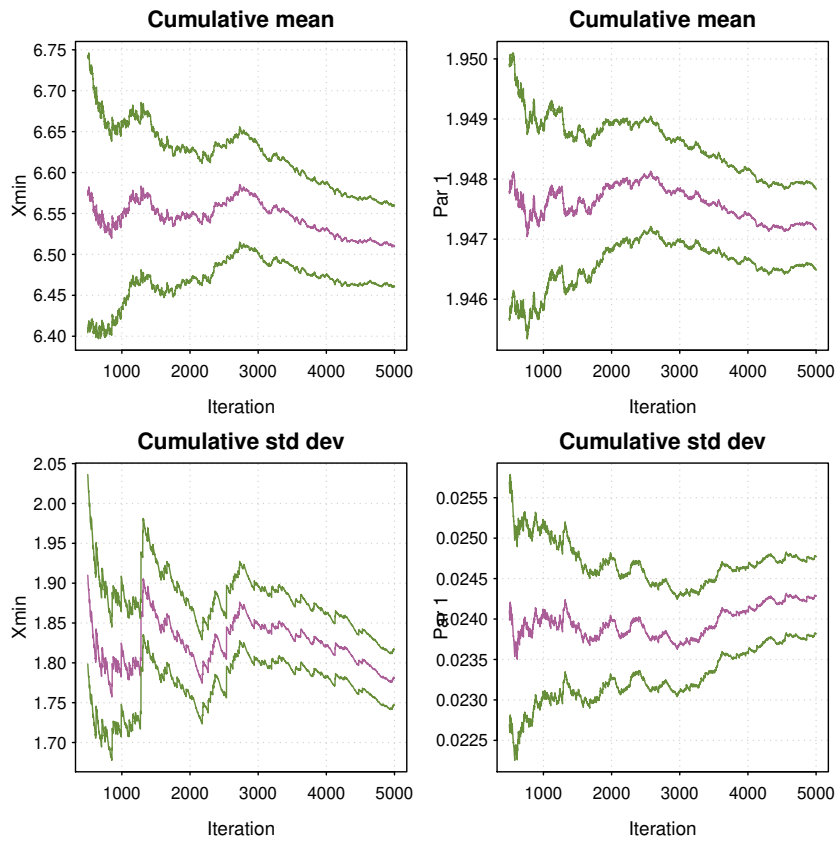 Cumulative mean
6.75
6.70
6.65
6.60
6.55
6.50
6.45
6.40
Xmin
1000 2000 3000 4000 5000
Iteration
Cumulative mean
1.950
1.949
1.948
1.947
1.946
Par 1
1000 2000 3000 4000 5000
Iteration
Cumulative std dev
2.05
2.00
1.95
1.90
1.85
1.80
1.75
1.70
Xmin
1000 2000 3000 4000 5000
Iteration
Cumulative std dev
0.0255
0.0250
0.0245
0.0240
0.0235
0.0230
0.0225
Par 1
1000 2000 3000 4000 5000
Iteration